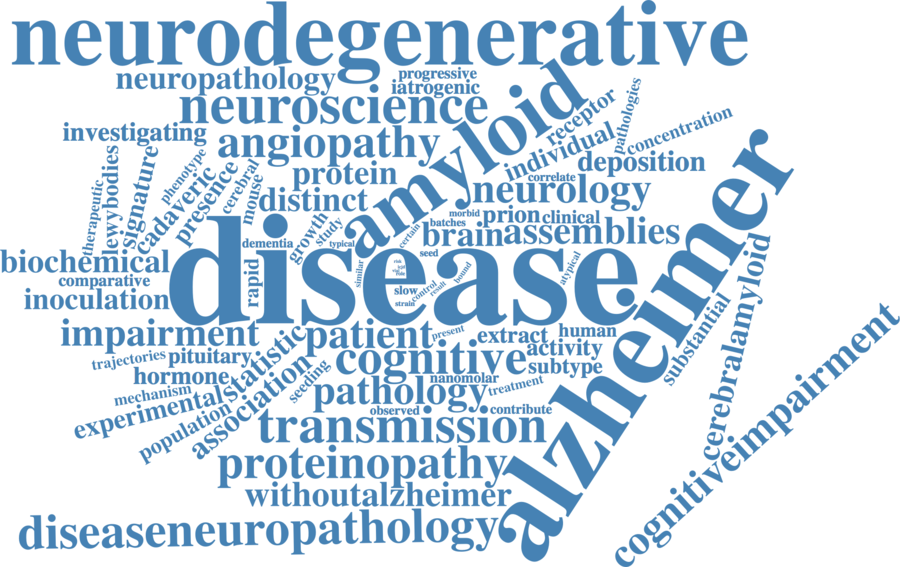 neurodegenerative
neuropathology
progressive
iatrogenic
neuroscience
amyloid
receptor
pathologies
investigating
angiopathy
individual
concentration
protein
correlate
deposition
distinct
neurology
alzheimer
therapeutic
lewybodies
signature
phenotype
cadaveric
presence
cerebral
mouse
growth
study
typical
morbid
batches
prion
clinical
certain
brain
assemblies
dementia
disease
seed
biochemical
comparative
inoculation
rapid
similar
risk
slow
strain
control
result
bound
atypical
impairment
patient
present
extract
human
activity
subtype
substantial
cerebralamyloid
trajectories
pituitary
statistic
cognitive
hormone
mechanism
seeding
pathology
nanomolar
treatment
experimental
population
association
observed
contribute
transmission
proteinopathy
withoutalzheimer
diseaseneuropathology
cognitiveimpairment